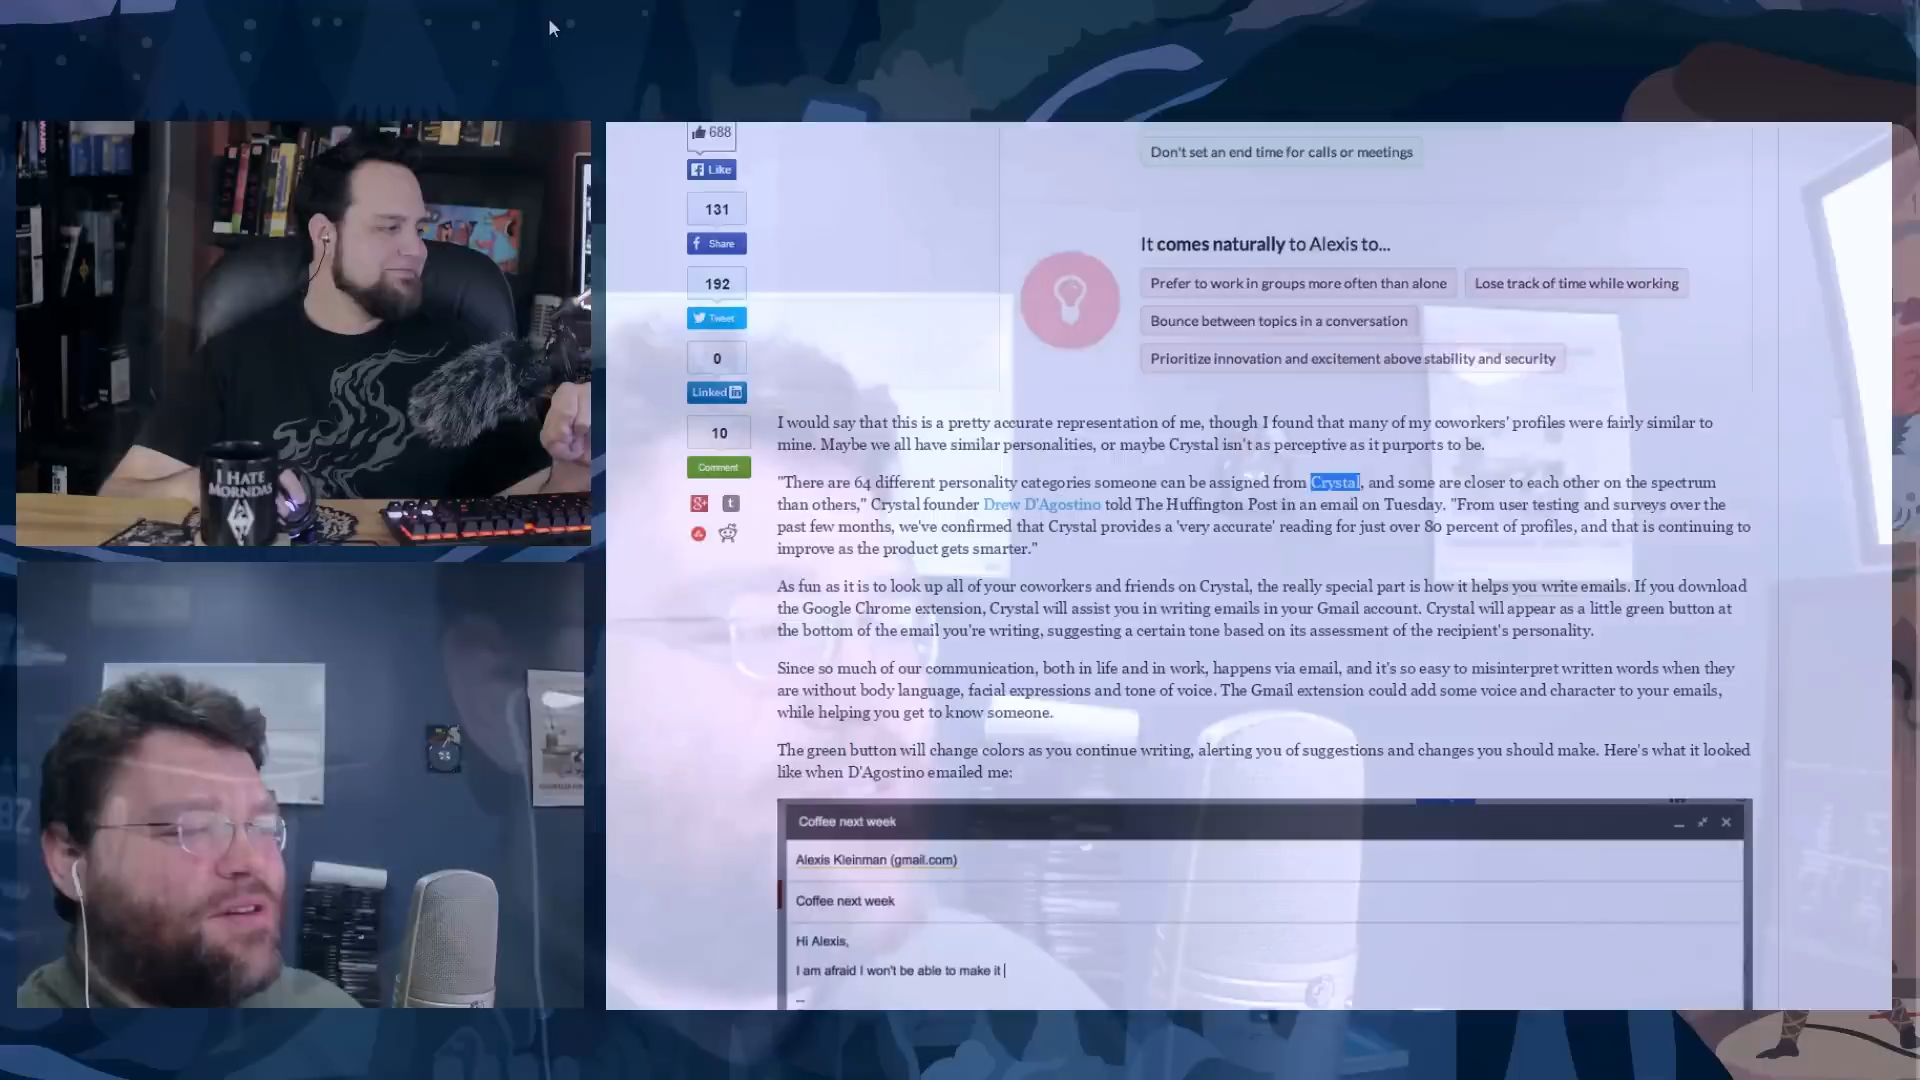 688
Like
131
Share
192
Tweet
0
Linked in
10
Comment
Don't set an end time for calls or meetings
It comes naturally to Alexis to...
Prefer to work in groups more often than alone
Lose track of time while working
Bounce between topics in a conversation
Prioritize innovation and excitement above stability and security
I would say that this is a pretty accurate representation of me, though I found that many of my coworkers' profiles were fairly similar to
mine. Maybe we all have similar personalities, or maybe Crystal isn't as perceptive as it purports to be.
"There are 64 different personality categories someone can be assigned from Crystal, and some are closer to each other on the spectrum
than others," Crystal founder Drew D'Agostino told The Huffington Post in an email on Tuesday. "From user testing and surveys over the
past few months, we've confirmed that Crystal provides a 'very accurate' reading for just over 80 percent of profiles, and that is continuing to
improve as the product gets smarter."
As fun as it is to look up all of your coworkers and friends on Crystal, the really special part is how it helps you write emails. If you download
the Google Chrome extension, Crystal will assist you in writing emails in your Gmail account. Crystal will appear as a little green button at
the bottom of the email you're writing, suggesting a certain tone based on its assessment of the recipient's personality.
Since so much of our communication, both in life and in work, happens via email, and it's so easy to misinterpret written words when they
are without body language, facial expressions and tone of voice. The Gmail extension could add some voice and character to your emails,
while helping you get to know someone.
The green button will change colors as you continue writing, alerting you of suggestions and changes you should make. Here's what it looked
like when D'Agostino emailed me:
Coffee next week
Alexis Kleinman (gmail.com)
Coffee next week
Hi Alexis,
I am afraid I won't be able to make it
--
I HATE
MORNDAS